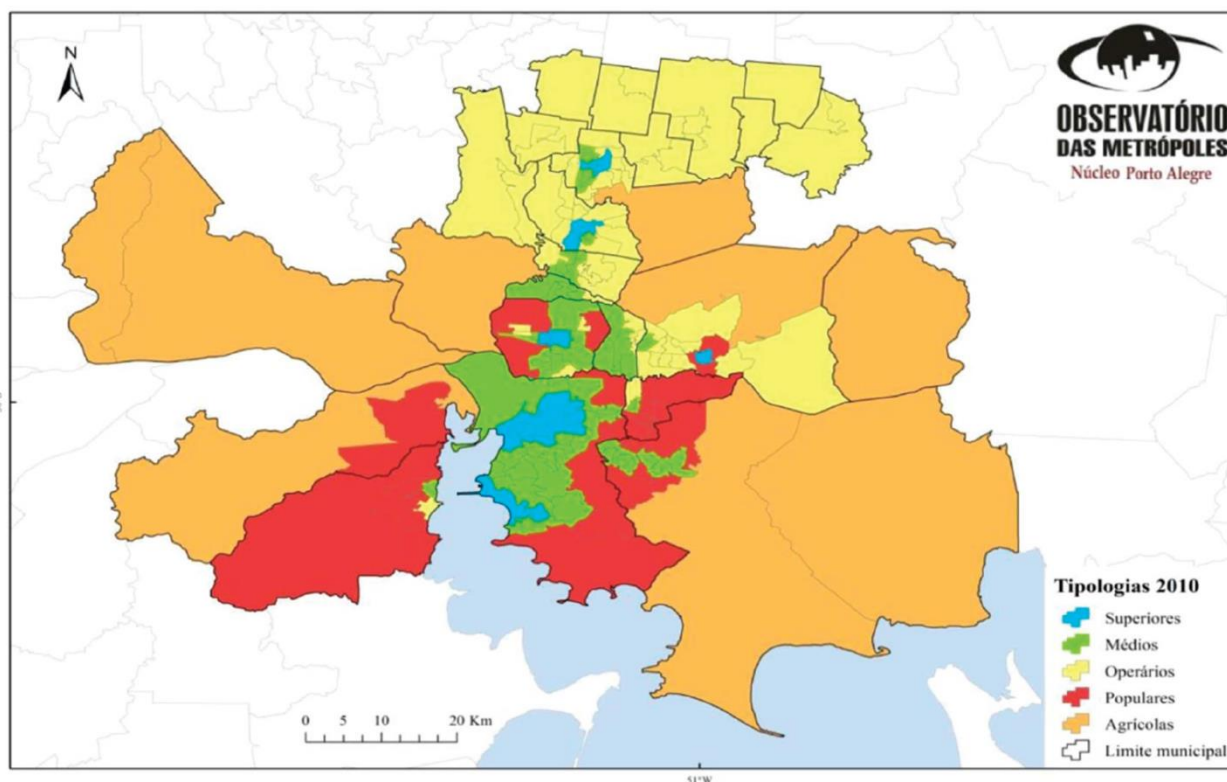 N
OBSERVATÓRIO
DAS METRÓPOLES
Núcleo Porto Alegre
Tipologias 2010
Superiores
Médios
Operários
Populares
Agrícolas
Limite municipal
0 5 10 20 Km
51°W